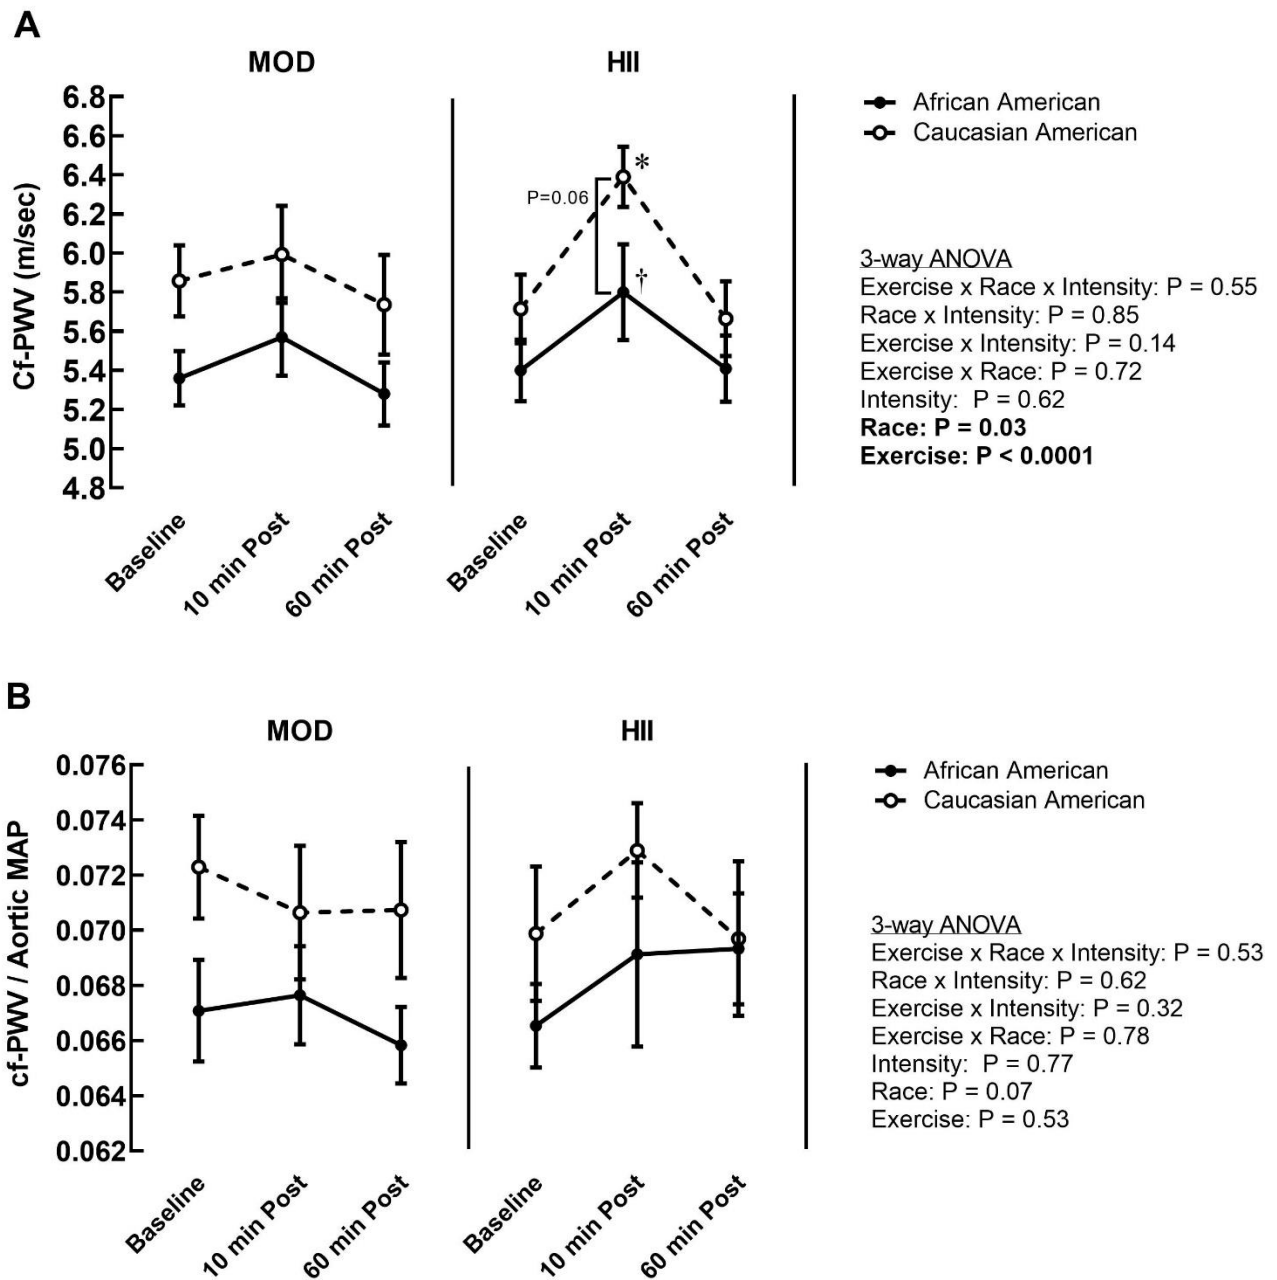 A
MOD
HII
6.8
6.6
6.4
6.2
6.0
5.8
5.6
5.4
5.2
5.0
4.8
Cf-PWV (m/sec)
P=0.06
*
†
Baseline
10 min Post
60 min Post
Baseline
10 min Post
60 min Post
African American
Caucasian American
3-way ANOVA
Exercise x Race x Intensity: P = 0.55
Race x Intensity: P = 0.85
Exercise x Intensity: P = 0.14
Exercise x Race: P = 0.72
Intensity:  P = 0.62
Race: P = 0.03
Exercise: P < 0.0001
B
MOD
HII
0.076
0.074
0.072
0.070
0.068
0.066
0.064
0.062
cf-PWV / Aortic MAP
Baseline
10 min Post
60 min Post
Baseline
10 min Post
60 min Post
African American
Caucasian American
3-way ANOVA
Exercise x Race x Intensity: P = 0.53
Race x Intensity: P = 0.62
Exercise x Intensity: P = 0.32
Exercise x Race: P = 0.78
Intensity:  P = 0.77
Race: P = 0.07
Exercise: P = 0.53